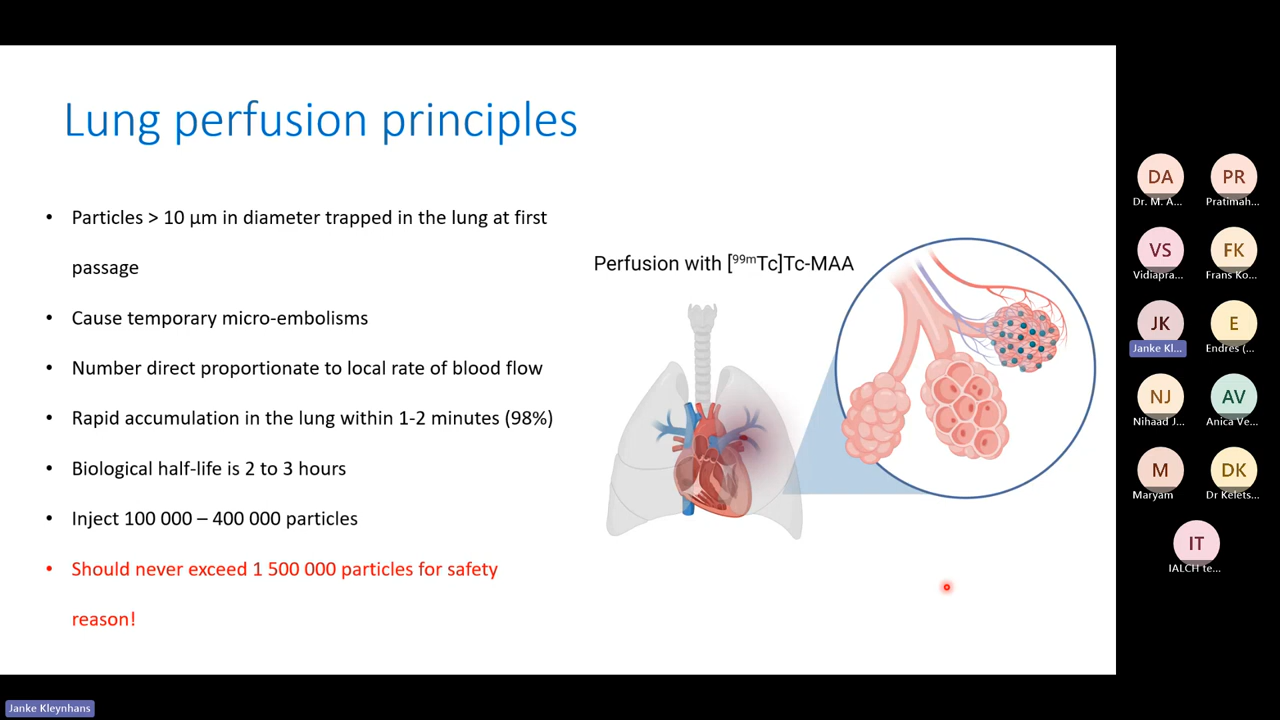 Lung perfusion principles
• Particles > 10 µm in diameter trapped in the lung at first
passage
• Cause temporary micro-embolisms
• Number direct proportionate to local rate of blood flow
• Rapid accumulation in the lung within 1-2 minutes (98%)
• Biological half-life is 2 to 3 hours
• Inject 100 000 – 400 000 particles
• Should never exceed 1 500 000 particles for safety
reason!
Perfusion with [⁹⁹ᵐTc]Tc-MAA
DA
Dr. M. A...
PR
Pratimah...
VS
Vidiapra...
FK
Frans Ko...
JK
Janke Kl...
E
Endres (...
NJ
Nihaad J...
AV
Anica Ve...
M
Maryam
DK
Dr Kelets...
IT
IALCH te...
Janke Kleynhans